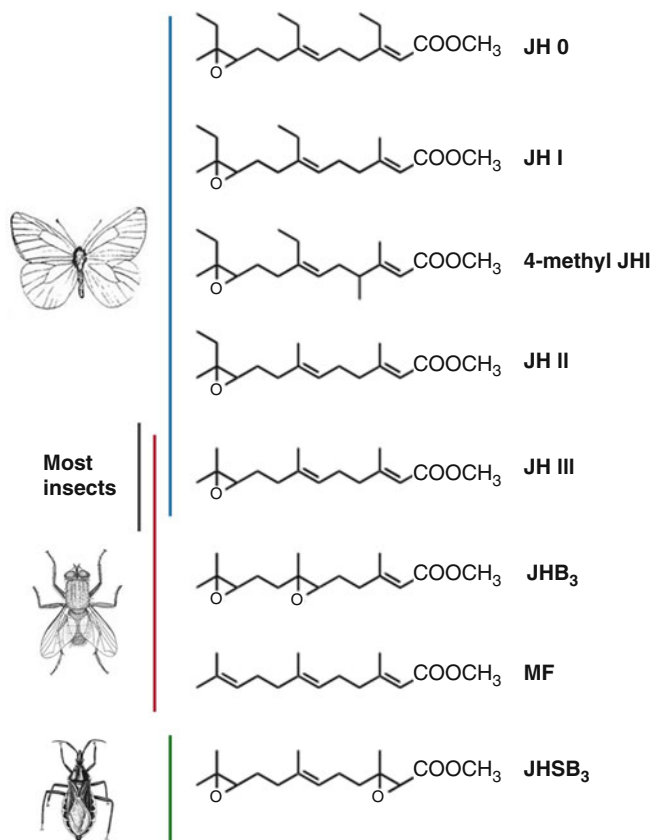 COOCH₃ JH 0
O
COOCH₃ JH I
O
COOCH₃ 4-methyl JHI
O
COOCH₃ JH II
O
Most
insects
COOCH₃ JH III
O
COOCH₃ JHB₃
O O
COOCH₃ MF
COOCH₃ JHSB₃
O O